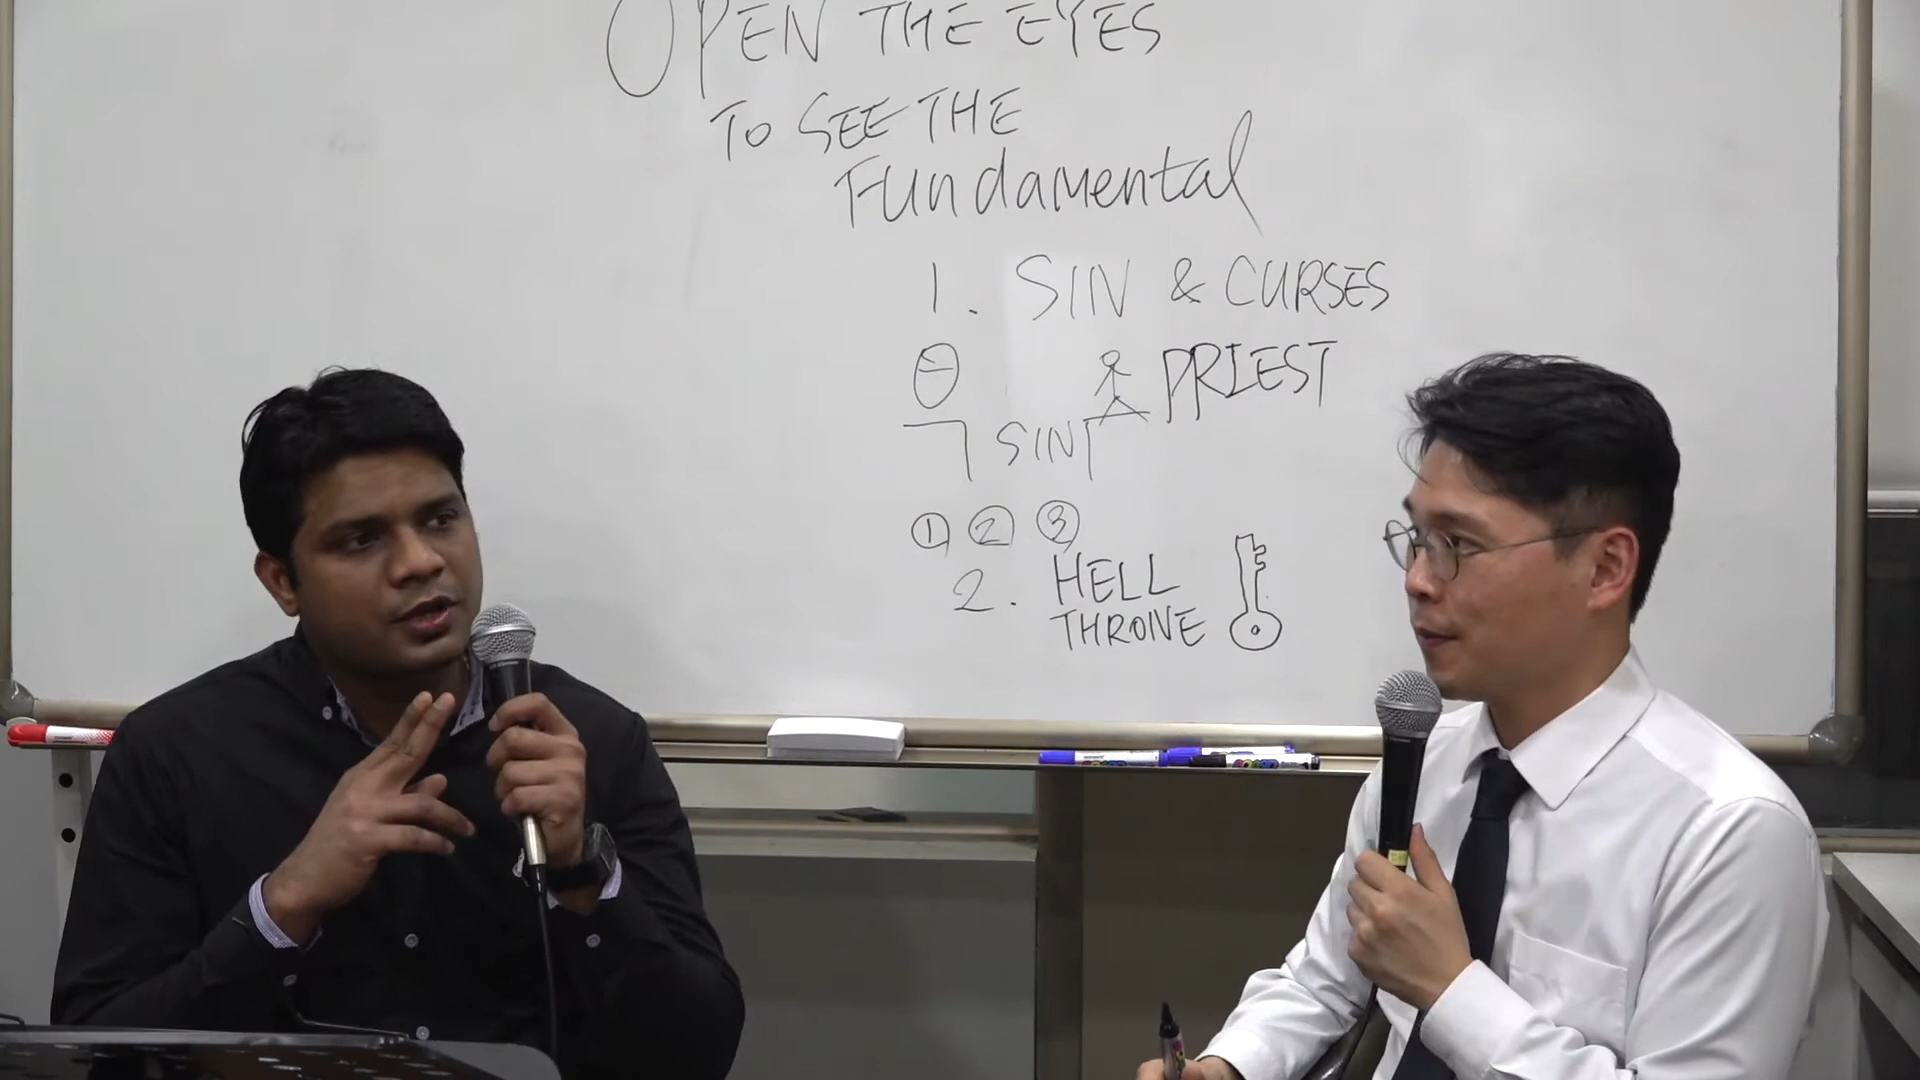 OPEN THE EYES
TO SEE THE
Fundamental
1. SIN & CURSES
PRIEST
SIN
① ② ③
2. HELL
THRONE